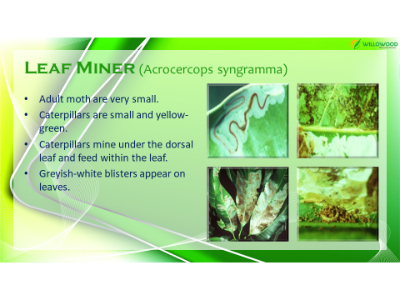 WILLOWOOD
LEAF MINER (Acrocercops syngramma)
• Adult moth are very small.
• Caterpillars are small and yellow-
green.
• Caterpillars mine under the dorsal
leaf and feed within the leaf.
• Greyish-white blisters appear on
leaves.